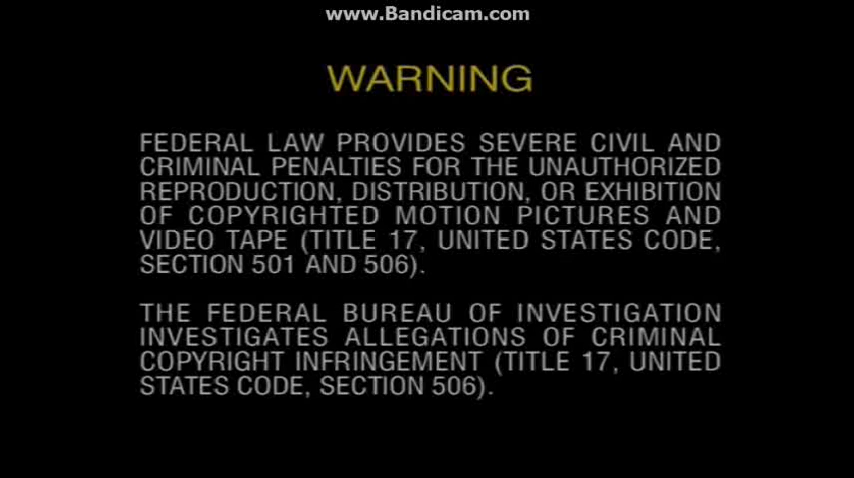 www.Bandicam.com
WARNING
FEDERAL LAW PROVIDES SEVERE CIVIL AND
CRIMINAL PENALTIES FOR THE UNAUTHORIZED
REPRODUCTION, DISTRIBUTION, OR EXHIBITION
OF COPYRIGHTED MOTION PICTURES AND
VIDEO TAPE (TITLE 17, UNITED STATES CODE,
SECTION 501 AND 506).
THE FEDERAL BUREAU OF INVESTIGATION
INVESTIGATES ALLEGATIONS OF CRIMINAL
COPYRIGHT INFRINGEMENT (TITLE 17, UNITED
STATES CODE, SECTION 506).